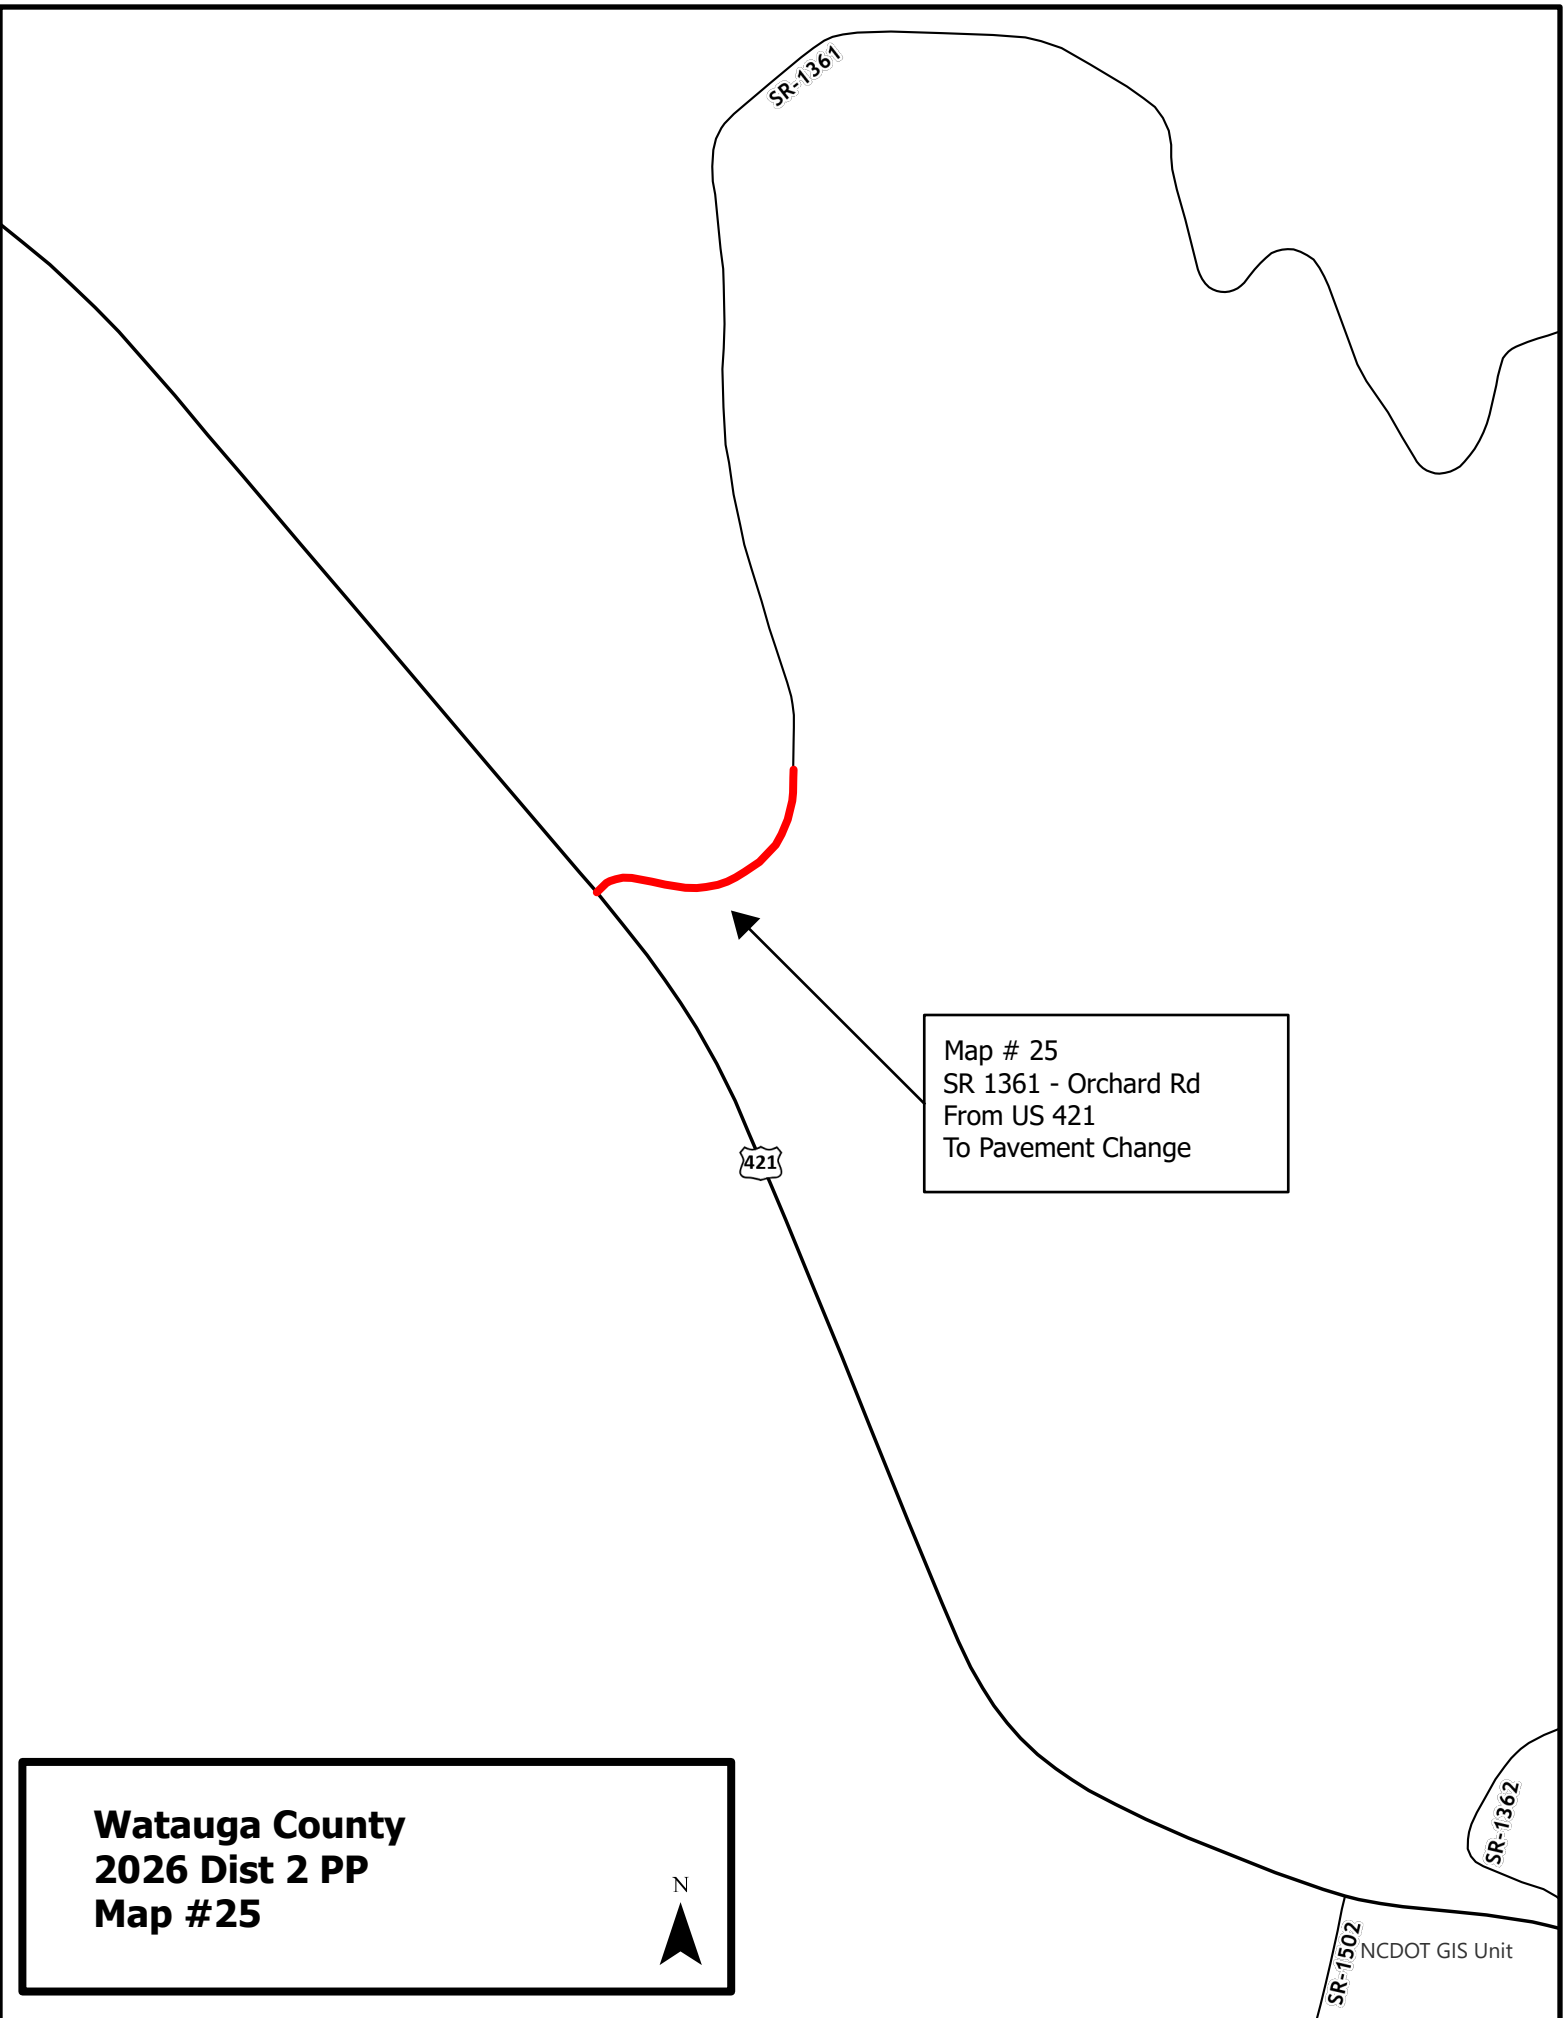 SR-1361
Map # 25
SR 1361 - Orchard Rd
From US 421
To Pavement Change
421
SR-1362
Watauga County
2026 Dist 2 PP
Map #25
N
SR-1502
NCDOT GIS Unit